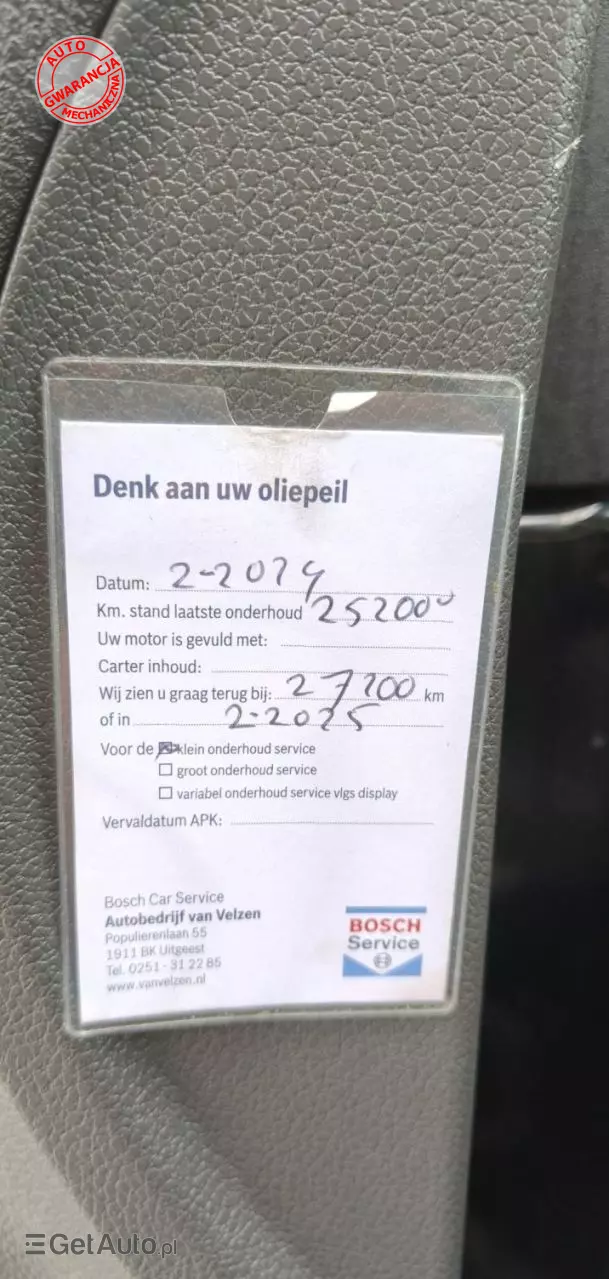 AUTO
GWARANCJA
MECHANICZNA
Denk aan uw oliepeil
Datum: 2-2024
Km. stand laatste onderhoud 252000
Uw motor is gevuld met:
Carter inhoud:
Wij zien u graag terug bij: 27200 km
of in 2-2025
Voor de klein onderhoud service
groot onderhoud service
variabel onderhoud service vlgs display
Vervaldatum APK:
Bosch Car Service
Autobedrijf van Velzen
Populierenlaan 55
1911 BK Uitgeest
Tel. 0251 - 31 22 85
www.vanvelzen.nl
BOSCH
Service
GetAuto.pl